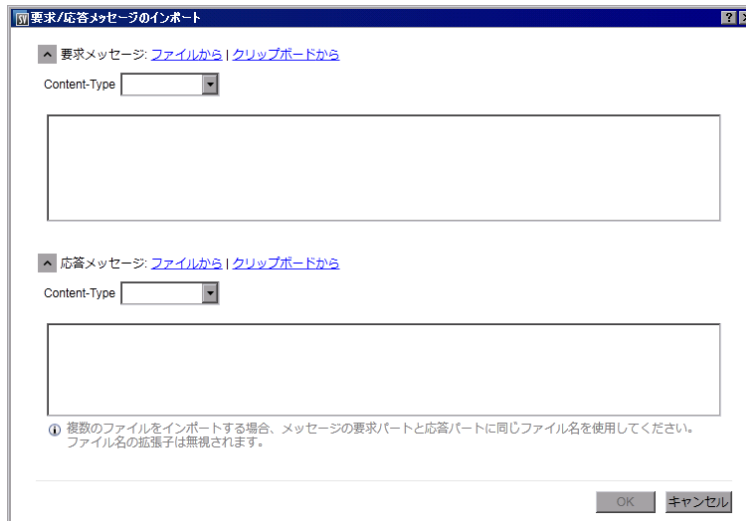 SV 要求/応答メッセージのインポート
要求メッセージ: ファイルから | クリップボードから
Content-Type
応答メッセージ: ファイルから | クリップボードから
Content-Type
複数のファイルをインポートする場合、メッセージの要求パートと応答パートに同じファイル名を使用してください。
ファイル名の拡張子は無視されます。
OK キャンセル